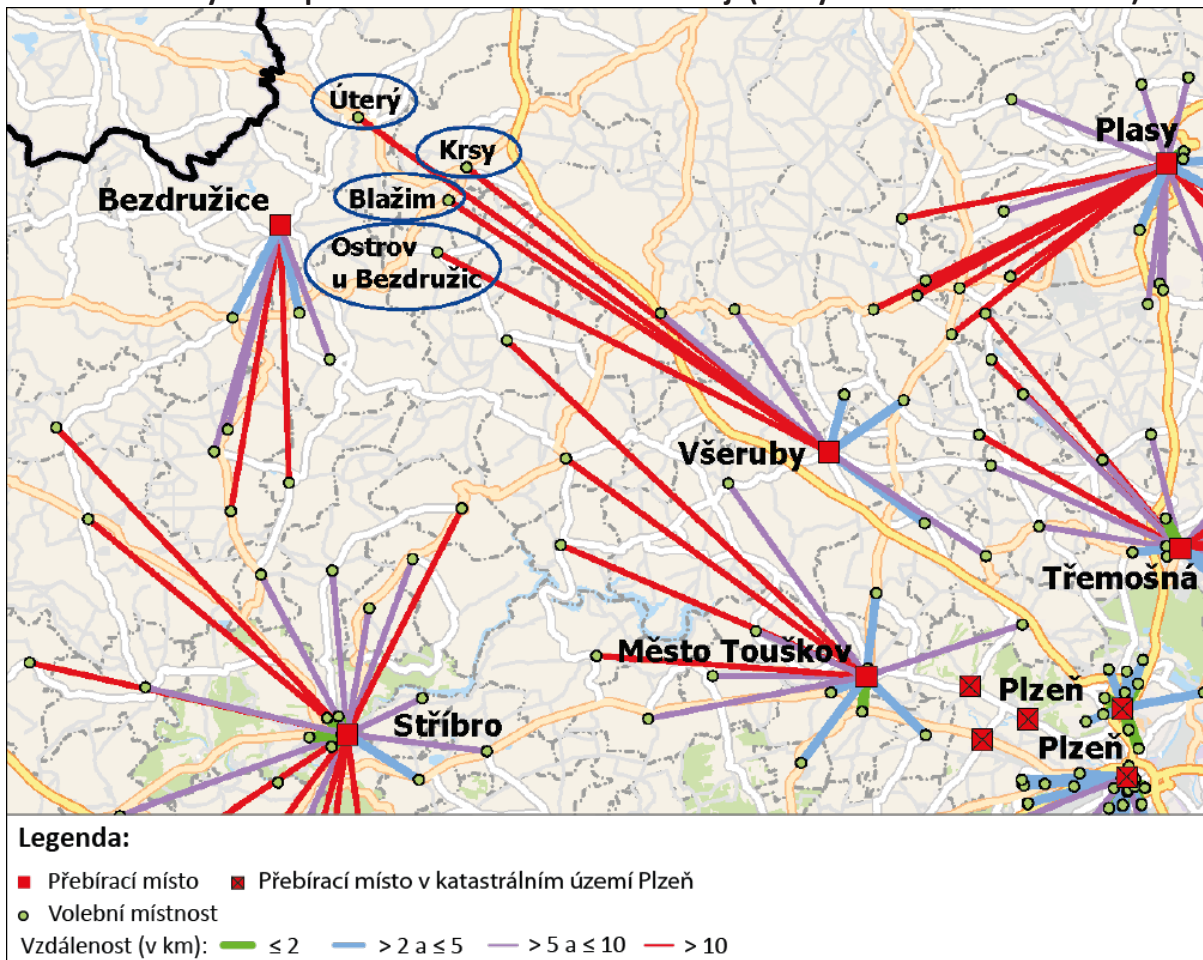 Úterý
Krsy
Plasy
Blažim
Bezdružice
Ostrov
u Bezdružic
Všeruby
Třemošná
Město Touškov
Plzeň
Stříbro
Plzeň
Legenda:
Přebírací místo Přebírací místo v katastrálním území Plzeň
Volební místnost
Vzdálenost (v km): ≤ 2 > 2 a ≤ 5 > 5 a ≤ 10 > 10